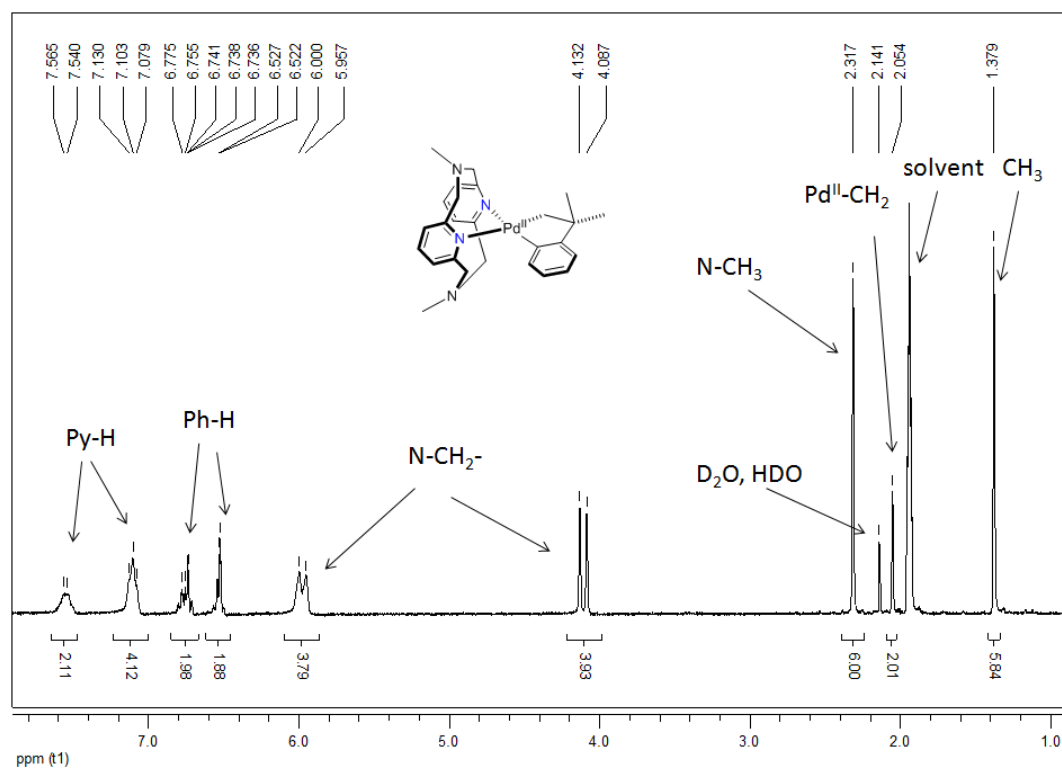 7.565
7.540
7.130
7.103
7.079
6.775
6.755
6.741
6.738
6.736
6.527
6.522
6.000
5.957
4.132
4.087
2.317
2.141
2.054
1.379
N
N
Pdᴵᴵ
N
N
solvent CH₃
Pdᴵᴵ-CH₂
N-CH₃
Ph-H
Py-H
N-CH₂-
D₂O, HDO
2.11
4.12
1.98
1.88
3.79
3.93
6.00
2.01
5.84
7.0 6.0 5.0 4.0 3.0 2.0 1.0
ppm (t1)